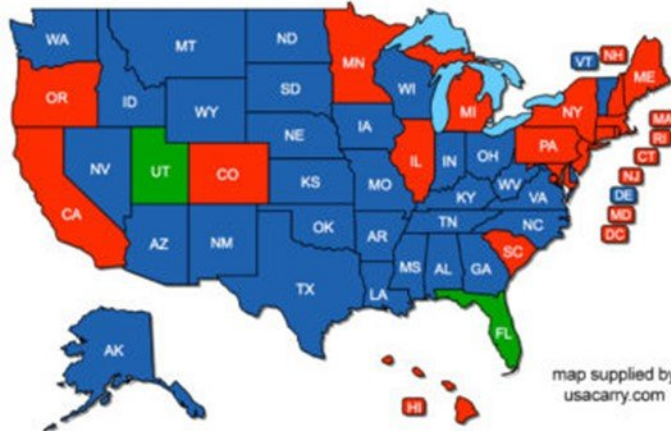 WA
MT
ND
MN
VT
NH
ME
OR
ID
WY
SD
WI
MI
NY
MA
RI
CT
NJ
DE
MD
DC
NV
UT
CO
NE
IA
IL
IN
OH
PA
CA
KS
MO
KY
WV
VA
AZ
NM
OK
AR
TN
NC
SC
TX
LA
MS
AL
GA
FL
AK
HI
map supplied by
usacarry.com